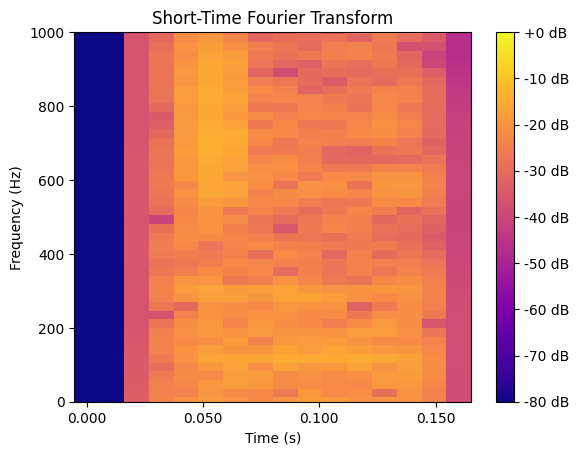 Short-Time Fourier Transform
1000
800
600
400
200
0
Frequency (Hz)
0.000
0.050
0.100
0.150
Time (s)
+0 dB
-10 dB
-20 dB
-30 dB
-40 dB
-50 dB
-60 dB
-70 dB
-80 dB